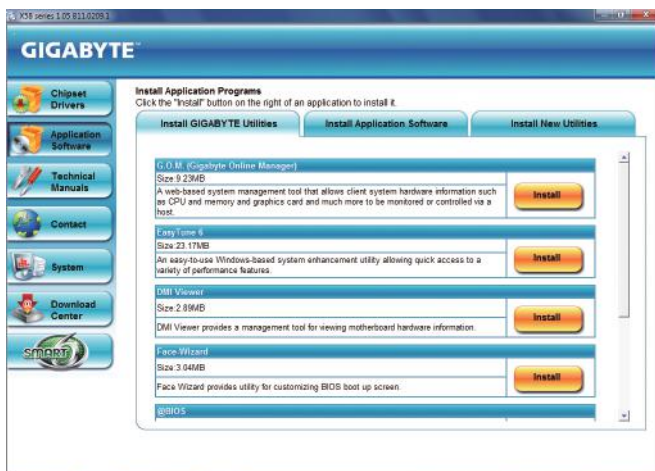 X58 series 1.05 B11.0209.1
GIGABYTE™
Chipset
Drivers
Application
Software
Technical
Manuals
Contact
System
Download
Center
SMART 6
Install Application Programs
Click the "Install" button on the right of an application to install it.
Install GIGABYTE Utilities
Install Application Software
Install New Utilities
G.O.M. (Gigabyte Online Manager)
Size:9.23MB
A web-based system management tool that allows client system hardware information such
as CPU and memory and graphics card and much more to be monitored or controlled via a
host.
Install
EasyTune 6
Size:23.17MB
An easy-to-use Windows-based system enhancement utility allowing quick access to a
variety of performance features.
Install
DMI Viewer
Size:2.89MB
DMI Viewer provides a management tool for viewing motherboard hardware information.
Install
Face-Wizard
Size:3.04MB
Face Wizard provides utility for customizing BIOS boot up screen.
Install
@BIOS